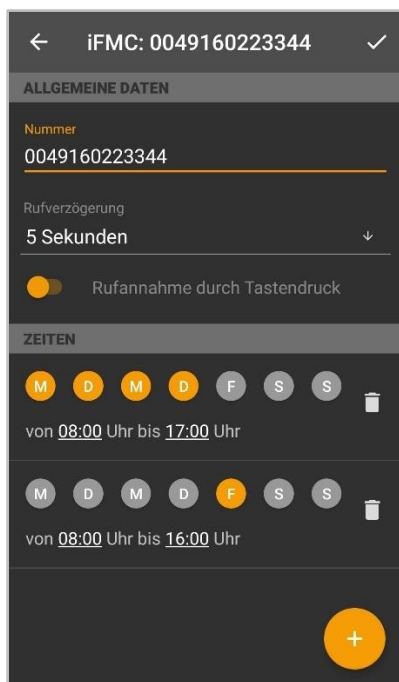 iFMC: 0049160223344
ALLGEMEINE DATEN
Nummer
0049160223344
Rufverzögerung
5 Sekunden
Rufannahme durch Tastendruck
ZEITEN
M D M D F S S
von 08:00 Uhr bis 17:00 Uhr
M D M D F S S
von 08:00 Uhr bis 16:00 Uhr